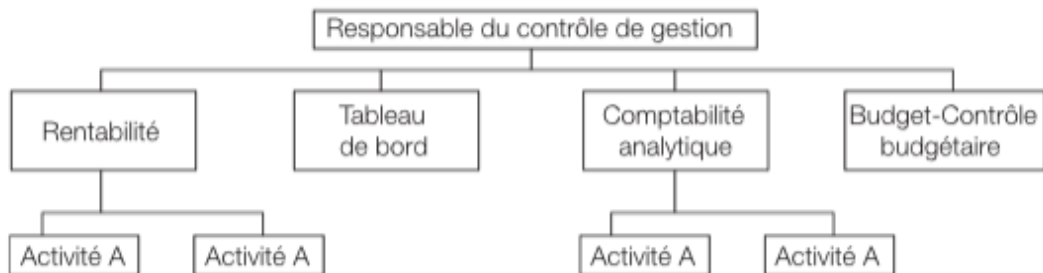 Responsable du contrôle de gestion
Rentabilité
Tableau
de bord
Comptabilité
analytique
Budget-Contrôle
budgétaire
Activité A
Activité A
Activité A
Activité A